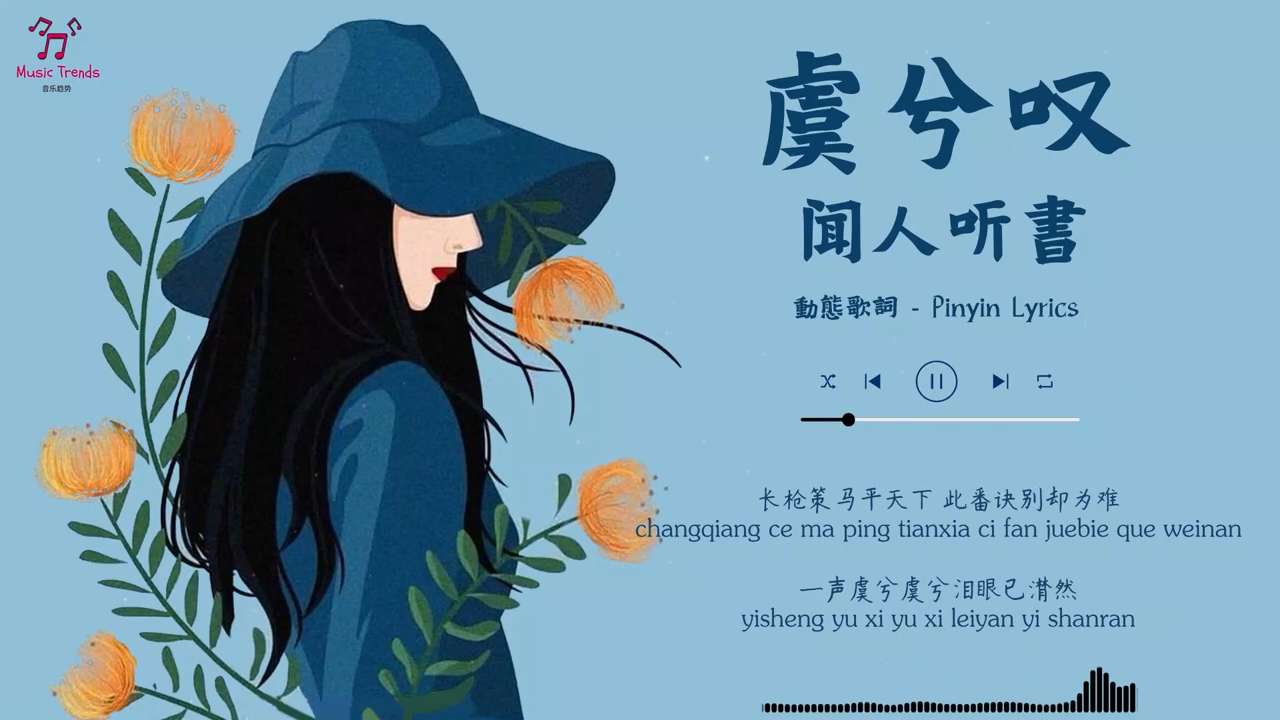 Music Trends
音乐趋势
虞兮叹
闻人听書
動態歌詞 - Pinyin Lyrics
长枪策马平天下 此番诀别却为难
changqiang ce ma ping tianxia ci fan juebie que weinan
一声虞兮虞兮泪眼已潸然
yisheng yu xi yu xi leiyan yi shanran